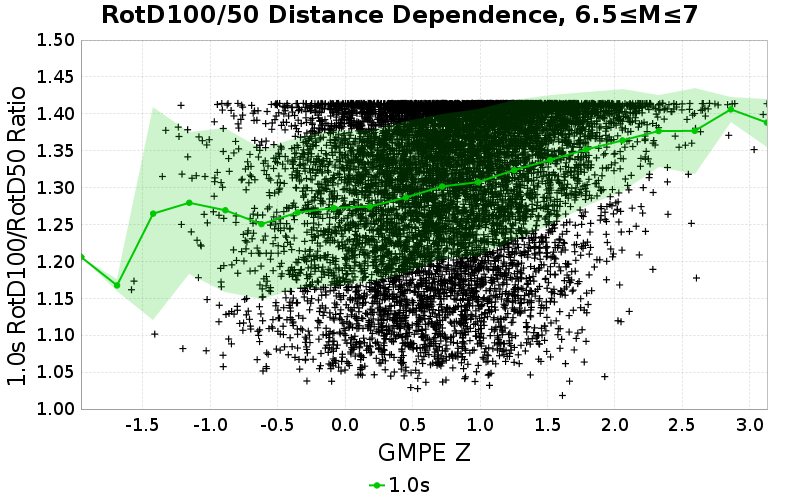 RotD100/50 Distance Dependence, 6.5≤M≤7
1.0s RotD100/RotD50 Ratio
1.50
1.45
1.40
1.35
1.30
1.25
1.20
1.15
1.10
1.05
1.00
-1.5 -1.0 -0.5 0.0 0.5 1.0 1.5 2.0 2.5 3.0
GMPE Z
1.0s